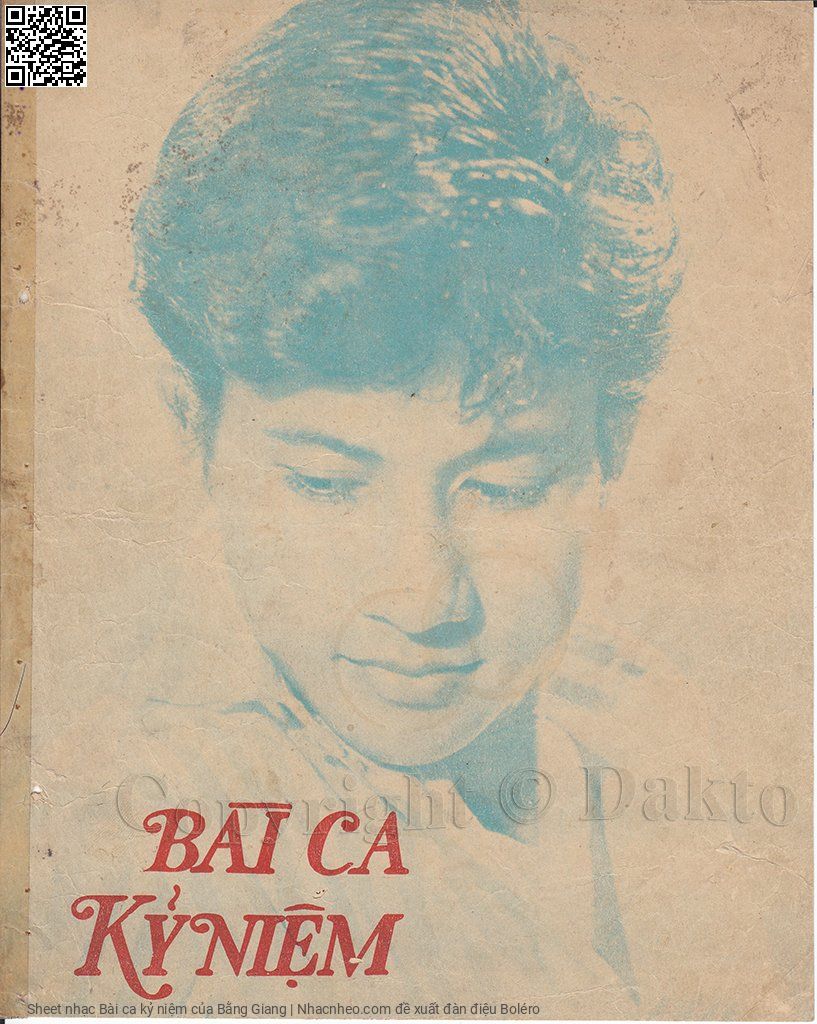 Copyright © Dakto
BÀI CA
KỶ NIỆM
Sheet nhạc Bài ca kỷ niệm của Bằng Giang | Nhacnheo.com đề xuất đàn điệu Boléro